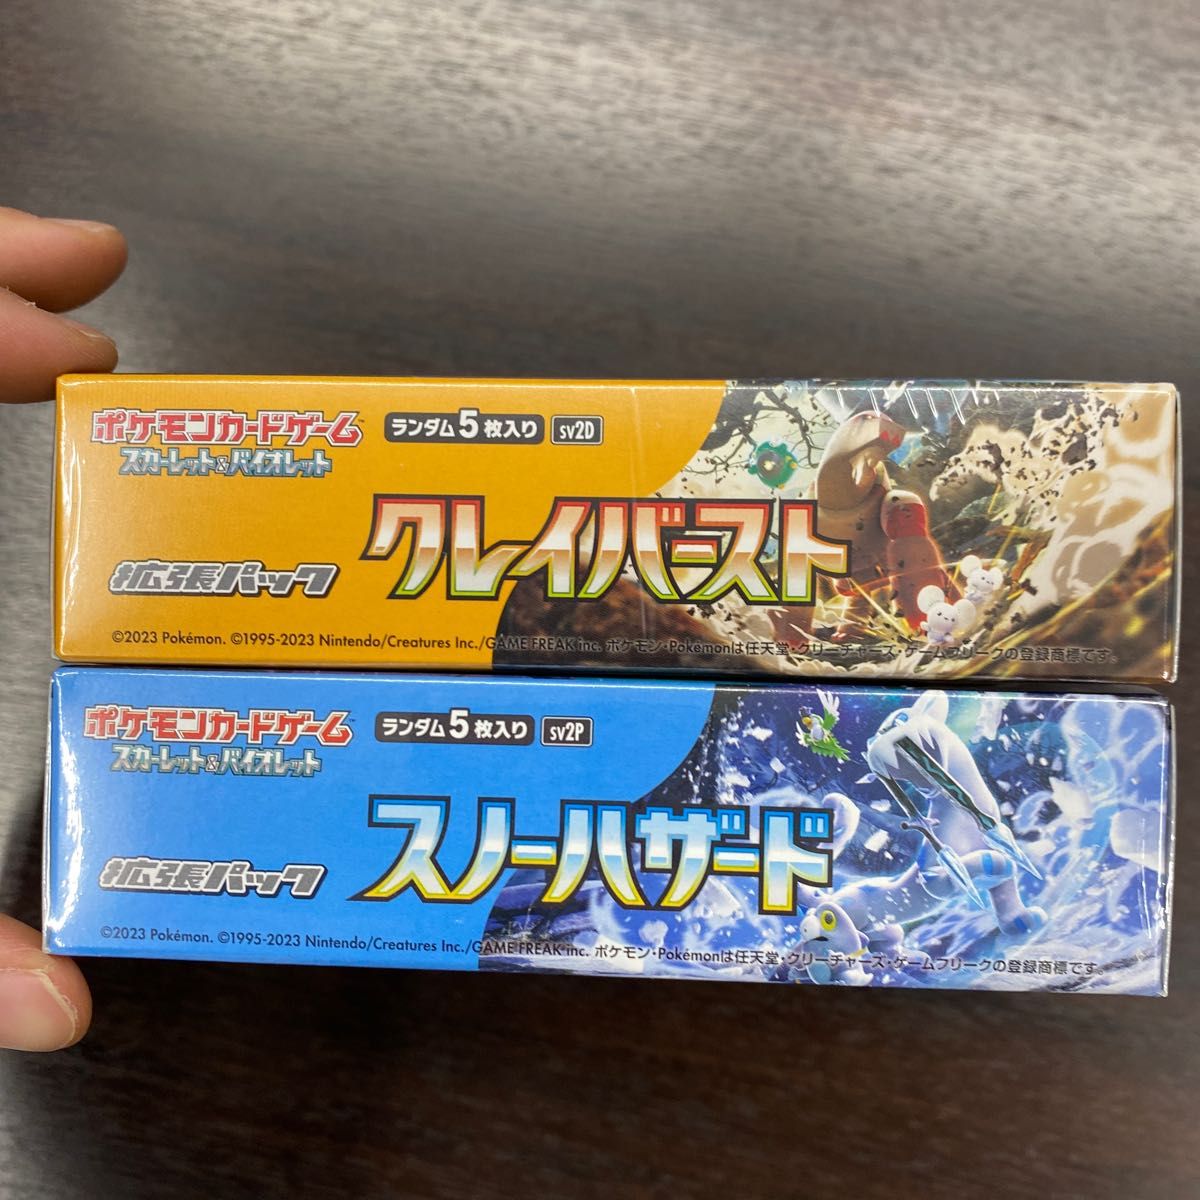 ポケモンカードゲーム™
スカーレット&バイオレット
ランダム5枚入り sv2D
クレイバースト
拡張パック
©2023 Pokémon. ©1995-2023 Nintendo/Creatures Inc./GAME FREAK inc. ポケモン・Pokémonは任天堂・クリーチャーズ・ゲームフリークの登録商標です。
ポケモンカードゲーム™
スカーレット&バイオレット
ランダム5枚入り sv2P
スノーハザード
拡張パック
©2023 Pokémon. ©1995-2023 Nintendo/Creatures Inc./GAME FREAK inc. ポケモン・Pokémonは任天堂・クリーチャーズ・ゲームフリークの登録商標です。